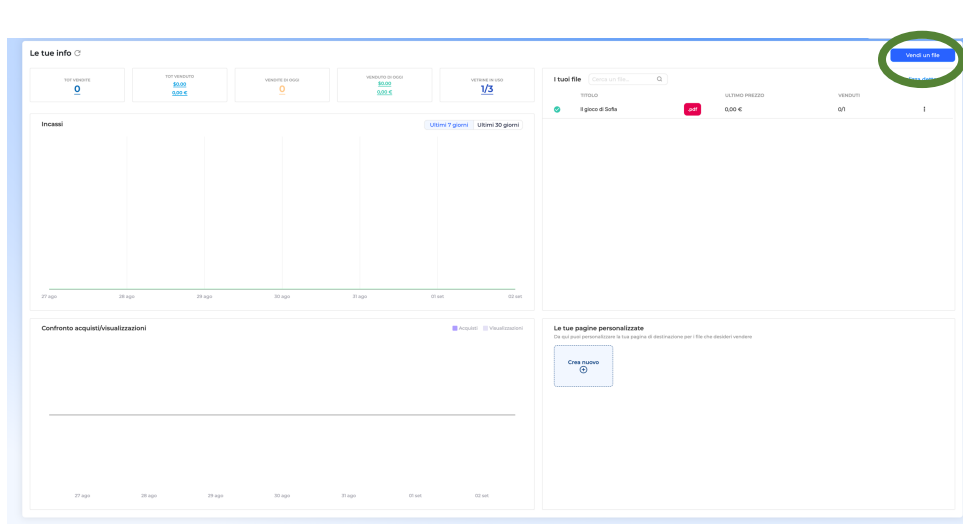 Le tue info
Vendi un file
TOT VENDITE
0
TOT VENDUTO
$0.00
0,00 €
VENDITE DI OGGI
0
VENDUTO DI OGGI
$0.00
0,00 €
VETRINE IN USO
1/3
Incassi
Ultimi 7 giorni
Ultimi 30 giorni
27 ago 28 ago 29 ago 30 ago 31 ago 01 set 02 set
I tuoi file
Cerca un file...
TITOLO ULTIMO PREZZO VENDUTI
Il gioco di Sofia .pdf 0,00 € 0/1
Confronto acquisti/visualizzazioni
Acquisti Visualizzazioni
27 ago 28 ago 29 ago 30 ago 31 ago 01 set 02 set
Le tue pagine personalizzate
Da qui puoi personalizzare la tua pagina di destinazione per i file che desideri vendere
Crea nuovo